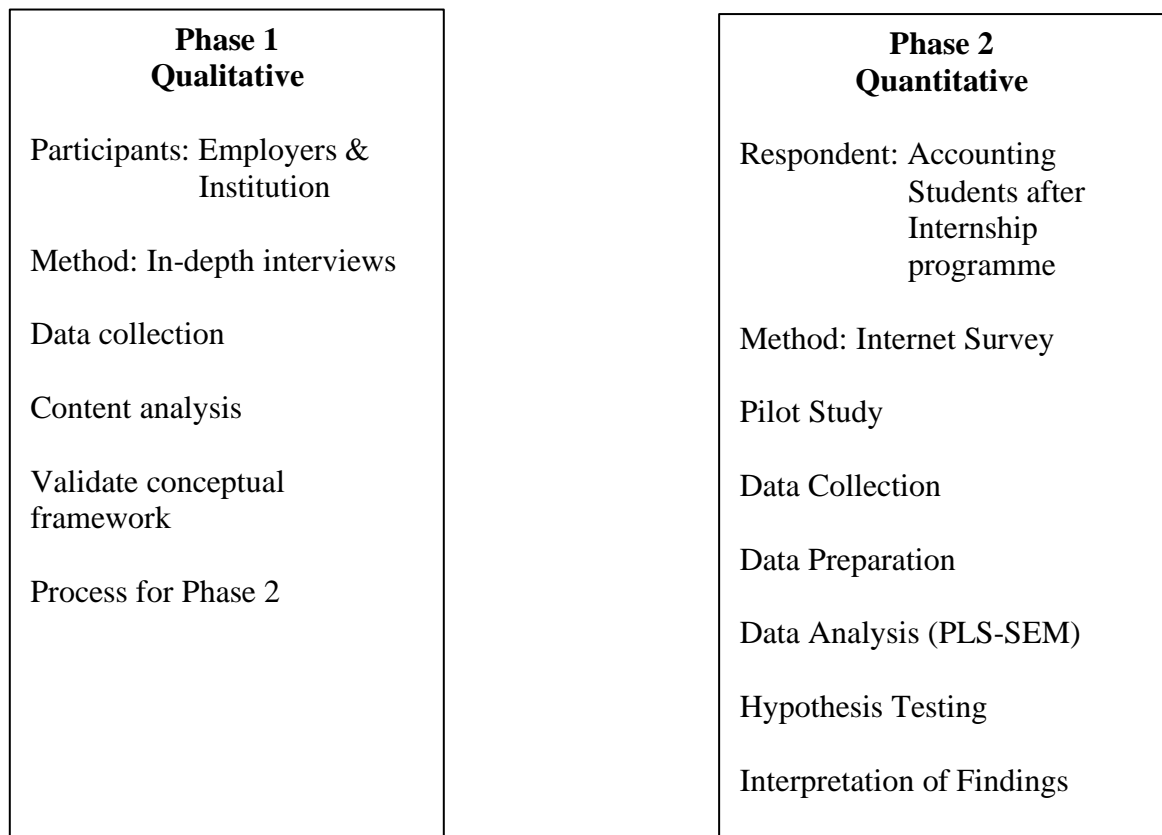 Phase 1
Qualitative
Participants: Employers &
Institution
Method: In-depth interviews
Data collection
Content analysis
Validate conceptual
framework
Process for Phase 2
Phase 2
Quantitative
Respondent: Accounting
Students after
Internship
programme
Method: Internet Survey
Pilot Study
Data Collection
Data Preparation
Data Analysis (PLS-SEM)
Hypothesis Testing
Interpretation of Findings